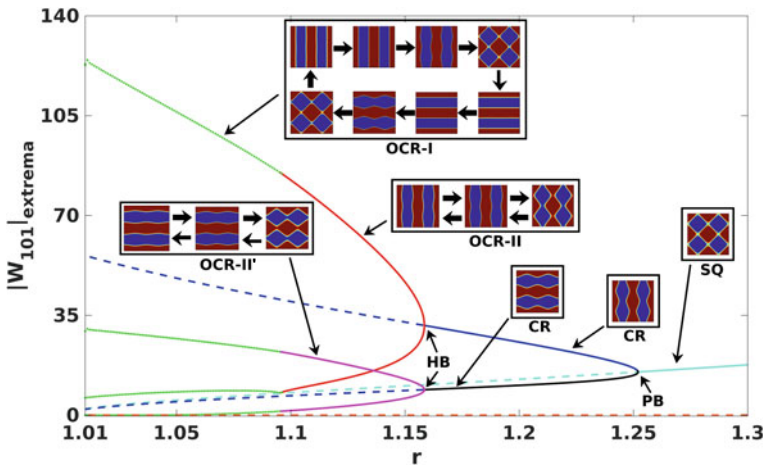 140
105
70
35
0
|W101|extrema
OCR-I
OCR-II
OCR-II'
SQ
CR
CR
HB
PB
1.01
1.05
1.1
1.15
1.2
1.25
1.3
r